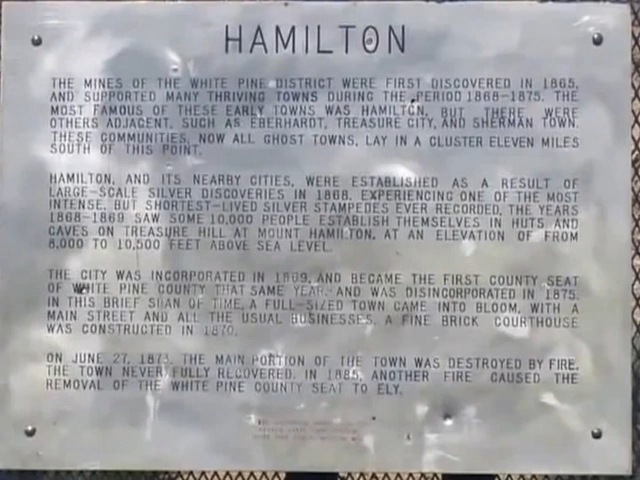 HAMILTON
THE MINES OF THE WHITE PINE DISTRICT WERE FIRST DISCOVERED IN 1865,
AND SUPPORTED MANY THRIVING TOWNS DURING THE PERIOD 1868-1875. THE
MOST FAMOUS OF THESE EARLY TOWNS WAS HAMILTON, BUT THERE WERE
OTHERS ADJACENT, SUCH AS EBERHARDT, TREASURE CITY, AND SHERMAN TOWN.
THESE COMMUNITIES, NOW ALL GHOST TOWNS, LAY IN A CLUSTER ELEVEN MILES
SOUTH OF THIS POINT.
HAMILTON, AND ITS NEARBY CITIES, WERE ESTABLISHED AS A RESULT OF
LARGE-SCALE SILVER DISCOVERIES IN 1868. EXPERIENCING ONE OF THE MOST
INTENSE, BUT SHORTEST-LIVED SILVER STAMPEDES EVER RECORDED, THE YEARS
1868-1869 SAW SOME 10,000 PEOPLE ESTABLISH THEMSELVES IN HUTS AND
CAVES ON TREASURE HILL AT MOUNT HAMILTON, AT AN ELEVATION OF FROM
8,000 TO 10,500 FEET ABOVE SEA LEVEL.
THE CITY WAS INCORPORATED IN 1869, AND BECAME THE FIRST COUNTY SEAT
OF WHITE PINE COUNTY THAT SAME YEAR, AND WAS DISINCORPORATED IN 1875.
IN THIS BRIEF SPAN OF TIME, A FULL-SIZED TOWN CAME INTO BLOOM, WITH A
MAIN STREET AND ALL THE USUAL BUSINESSES. A FINE BRICK COURTHOUSE
WAS CONSTRUCTED IN 1870.
ON JUNE 27, 1873, THE MAIN PORTION OF THE TOWN WAS DESTROYED BY FIRE.
THE TOWN NEVER FULLY RECOVERED. IN 1885, ANOTHER FIRE CAUSED THE
REMOVAL OF THE WHITE PINE COUNTY SEAT TO ELY.